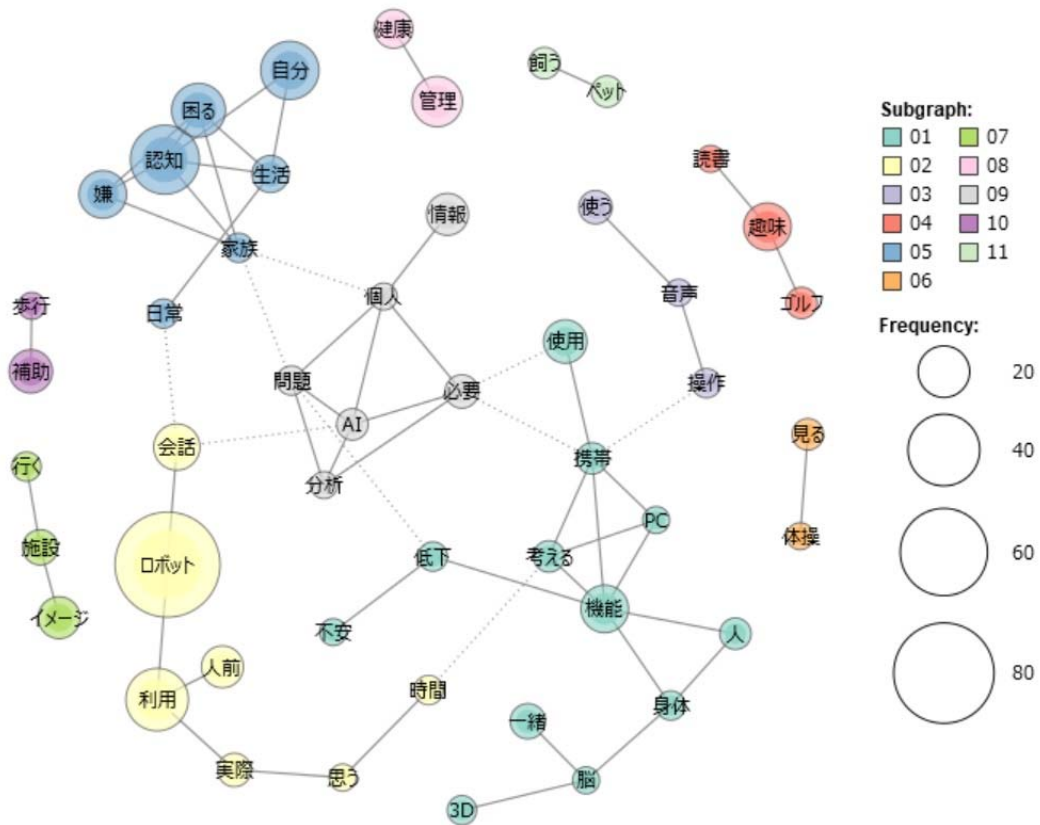 健康
管理
飼う
ペット
自分
困る
認知
生活
嫌
家族
日常
情報
個人
問題
必要
AI
分析
使う
音声
操作
読書
趣味
ゴルフ
歩行
補助
使用
携帯
PC
考える
機能
低下
不安
人
身体
一緒
脳
3D
見る
体操
会話
ロボット
利用
人前
実際
思う
時間
行く
施設
イメージ
Subgraph:
01 07
02 08
03 09
04 10
05 11
06
Frequency:
20
40
60
80